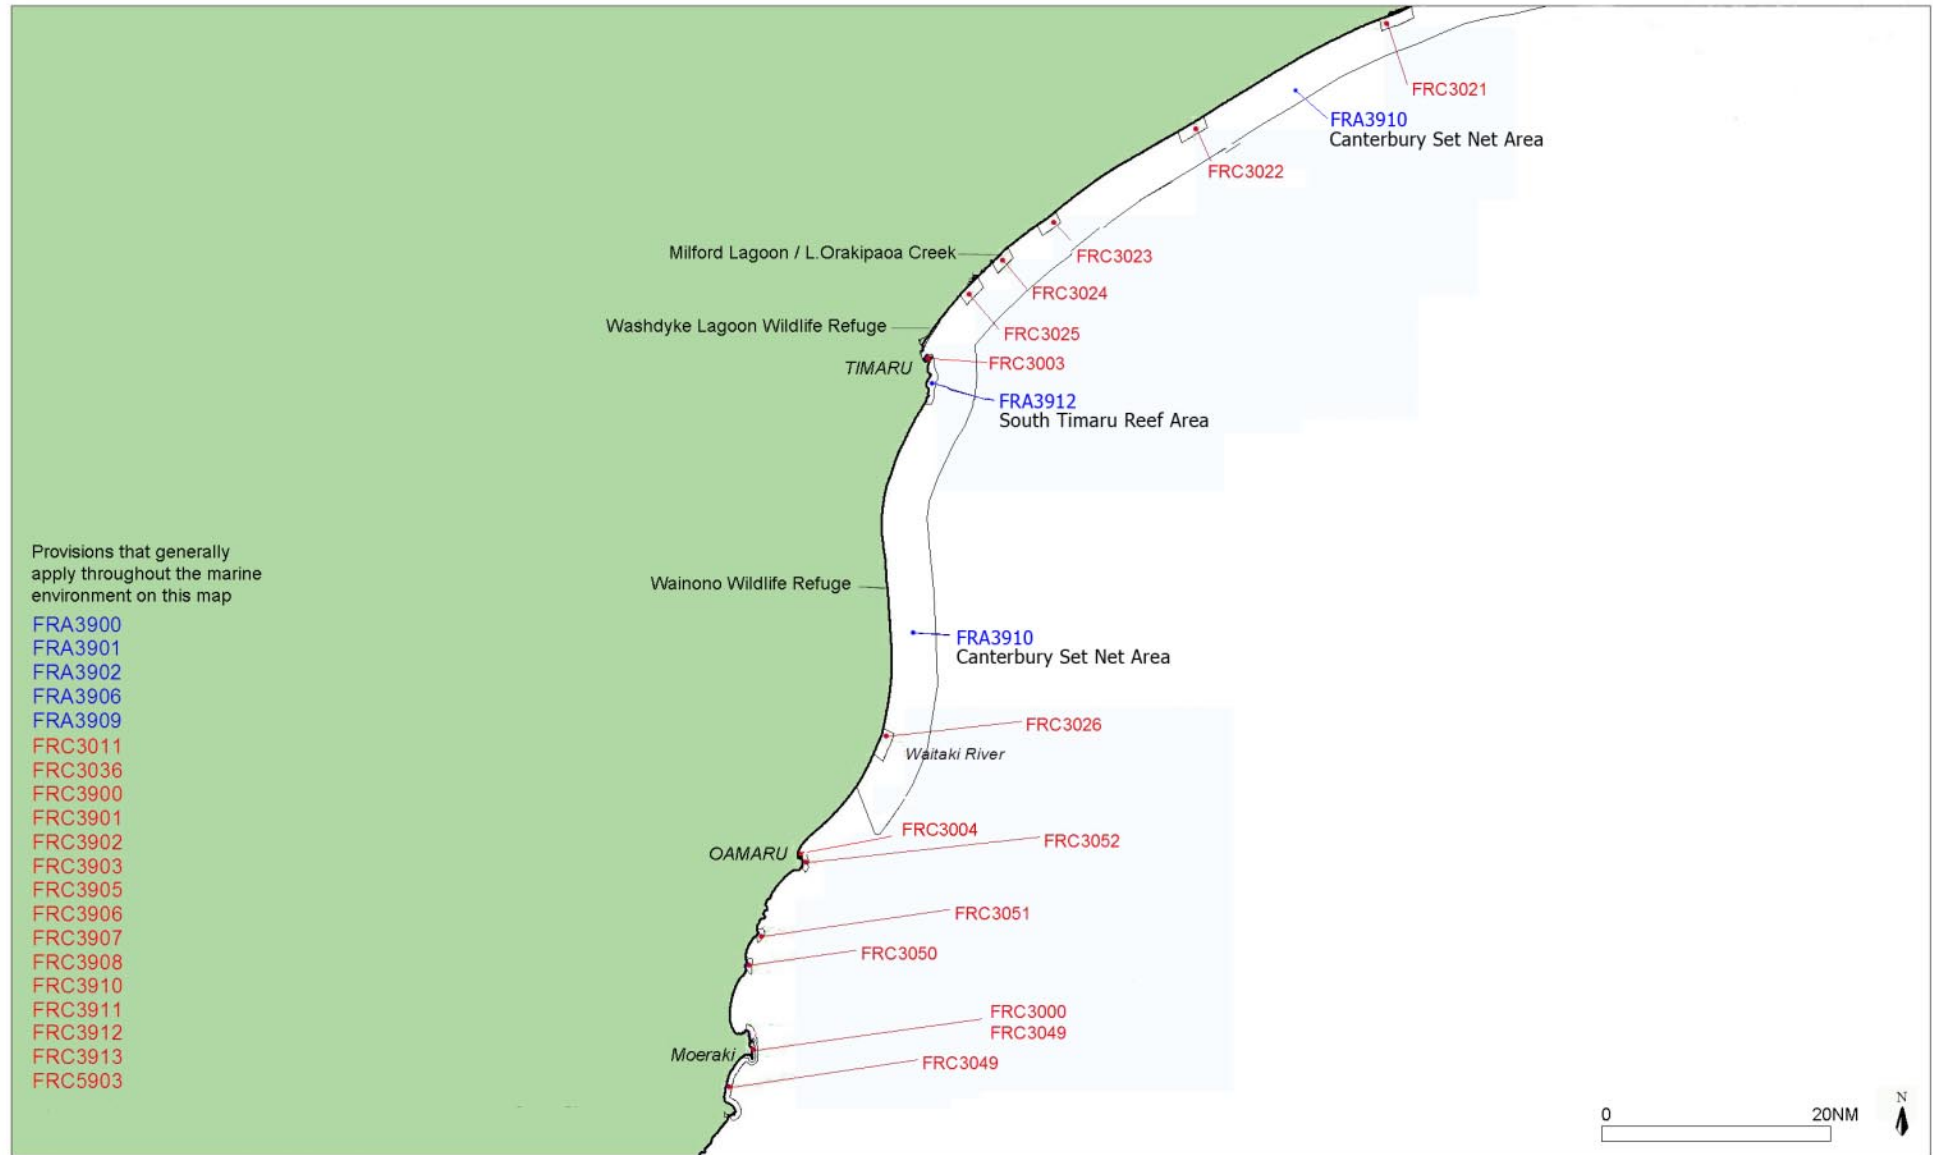 FRC3021
FRA3910
Canterbury Set Net Area
FRC3022
Milford Lagoon / L.Orakipaoa Creek
FRC3023
FRC3024
Washdyke Lagoon Wildlife Refuge
FRC3025
TIMARU
FRC3003
FRA3912
South Timaru Reef Area
Provisions that generally
apply throughout the marine
environment on this map
FRA3900
FRA3901
FRA3902
FRA3906
FRA3909
FRC3011
FRC3036
FRC3900
FRC3901
FRC3902
FRC3903
FRC3905
FRC3906
FRC3907
FRC3908
FRC3910
FRC3911
FRC3912
FRC3913
FRC5903
Wainono Wildlife Refuge
FRA3910
Canterbury Set Net Area
FRC3026
Waitaki River
FRC3004
FRC3052
OAMARU
FRC3051
FRC3050
FRC3000
FRC3049
Moeraki
FRC3049
0 20NM
N